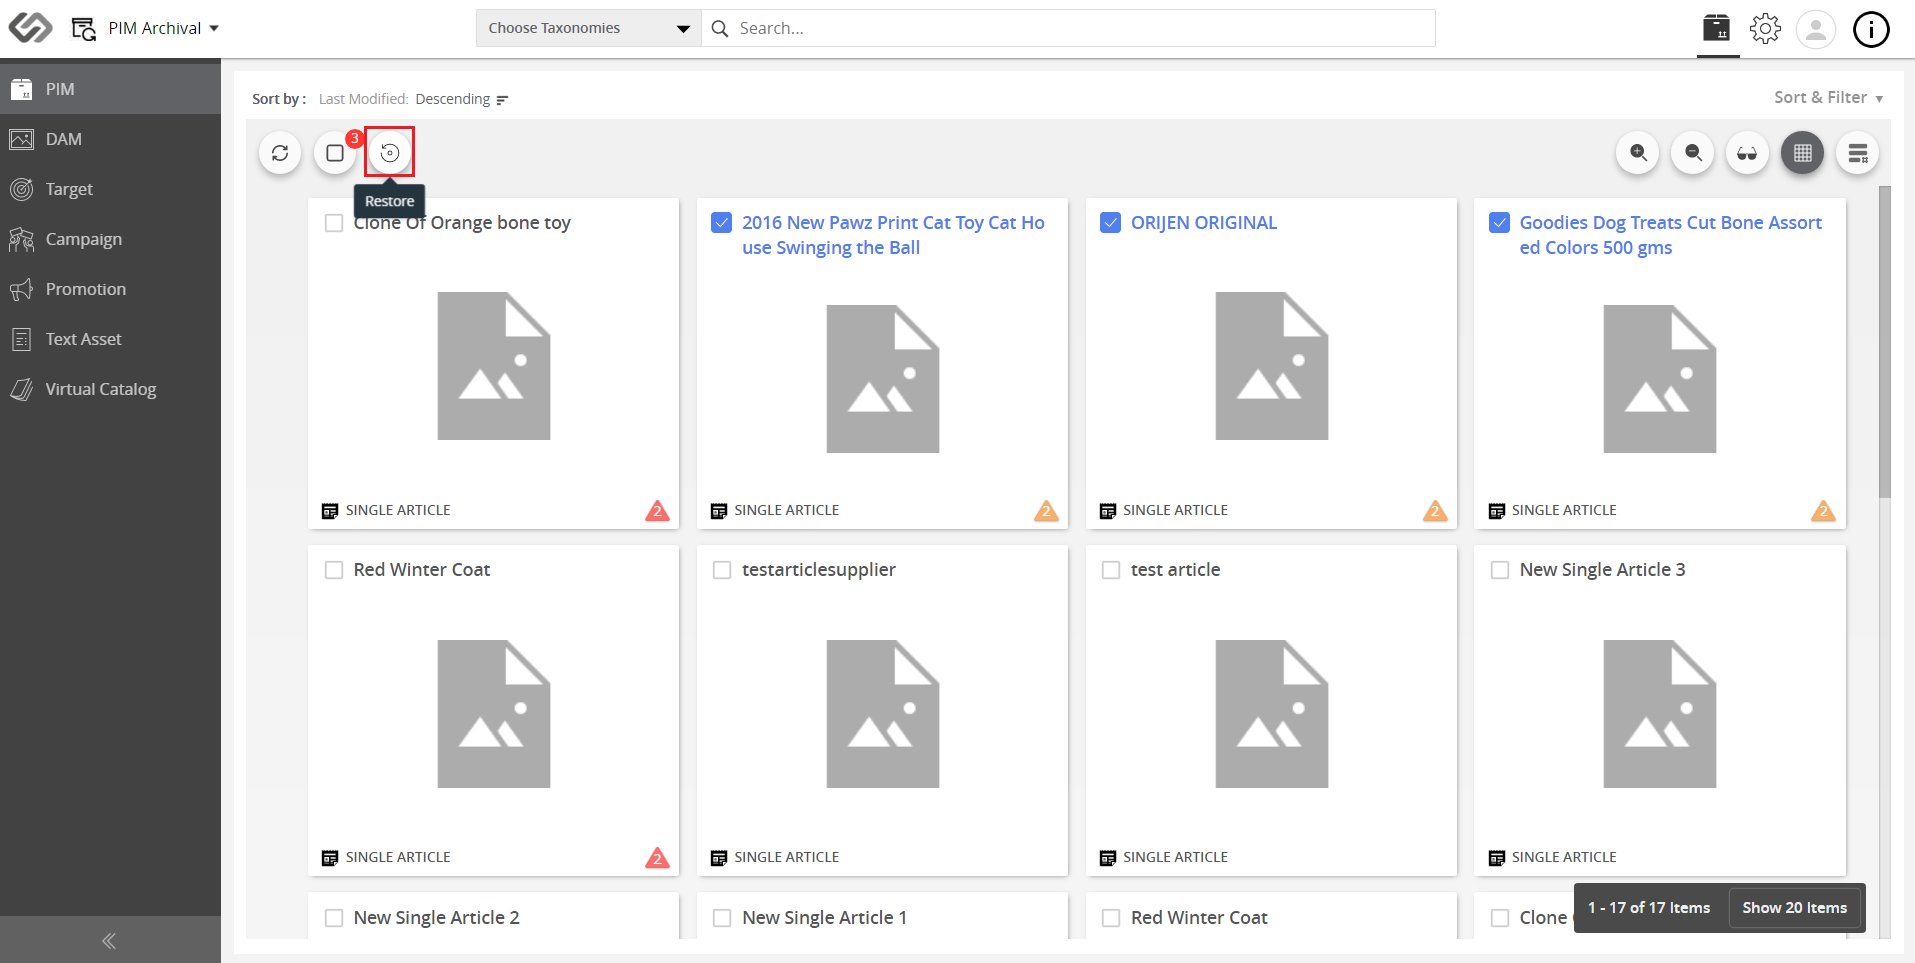 PIM Archival
Choose Taxonomies
Search...
i
PIM
DAM
Target
Campaign
Promotion
Text Asset
Virtual Catalog
Sort by : Last Modified: Descending
Sort & Filter
3
Restore
Clone Of Orange bone toy
SINGLE ARTICLE
2
2016 New Pawz Print Cat Toy Cat Ho
use Swinging the Ball
SINGLE ARTICLE
2
ORIJEN ORIGINAL
SINGLE ARTICLE
2
Goodies Dog Treats Cut Bone Assort
ed Colors 500 gms
SINGLE ARTICLE
2
Red Winter Coat
SINGLE ARTICLE
2
testarticlesupplier
SINGLE ARTICLE
test article
SINGLE ARTICLE
New Single Article 3
SINGLE ARTICLE
New Single Article 2
New Single Article 1
Red Winter Coat
Clone
1 - 17 of 17 Items
Show 20 Items